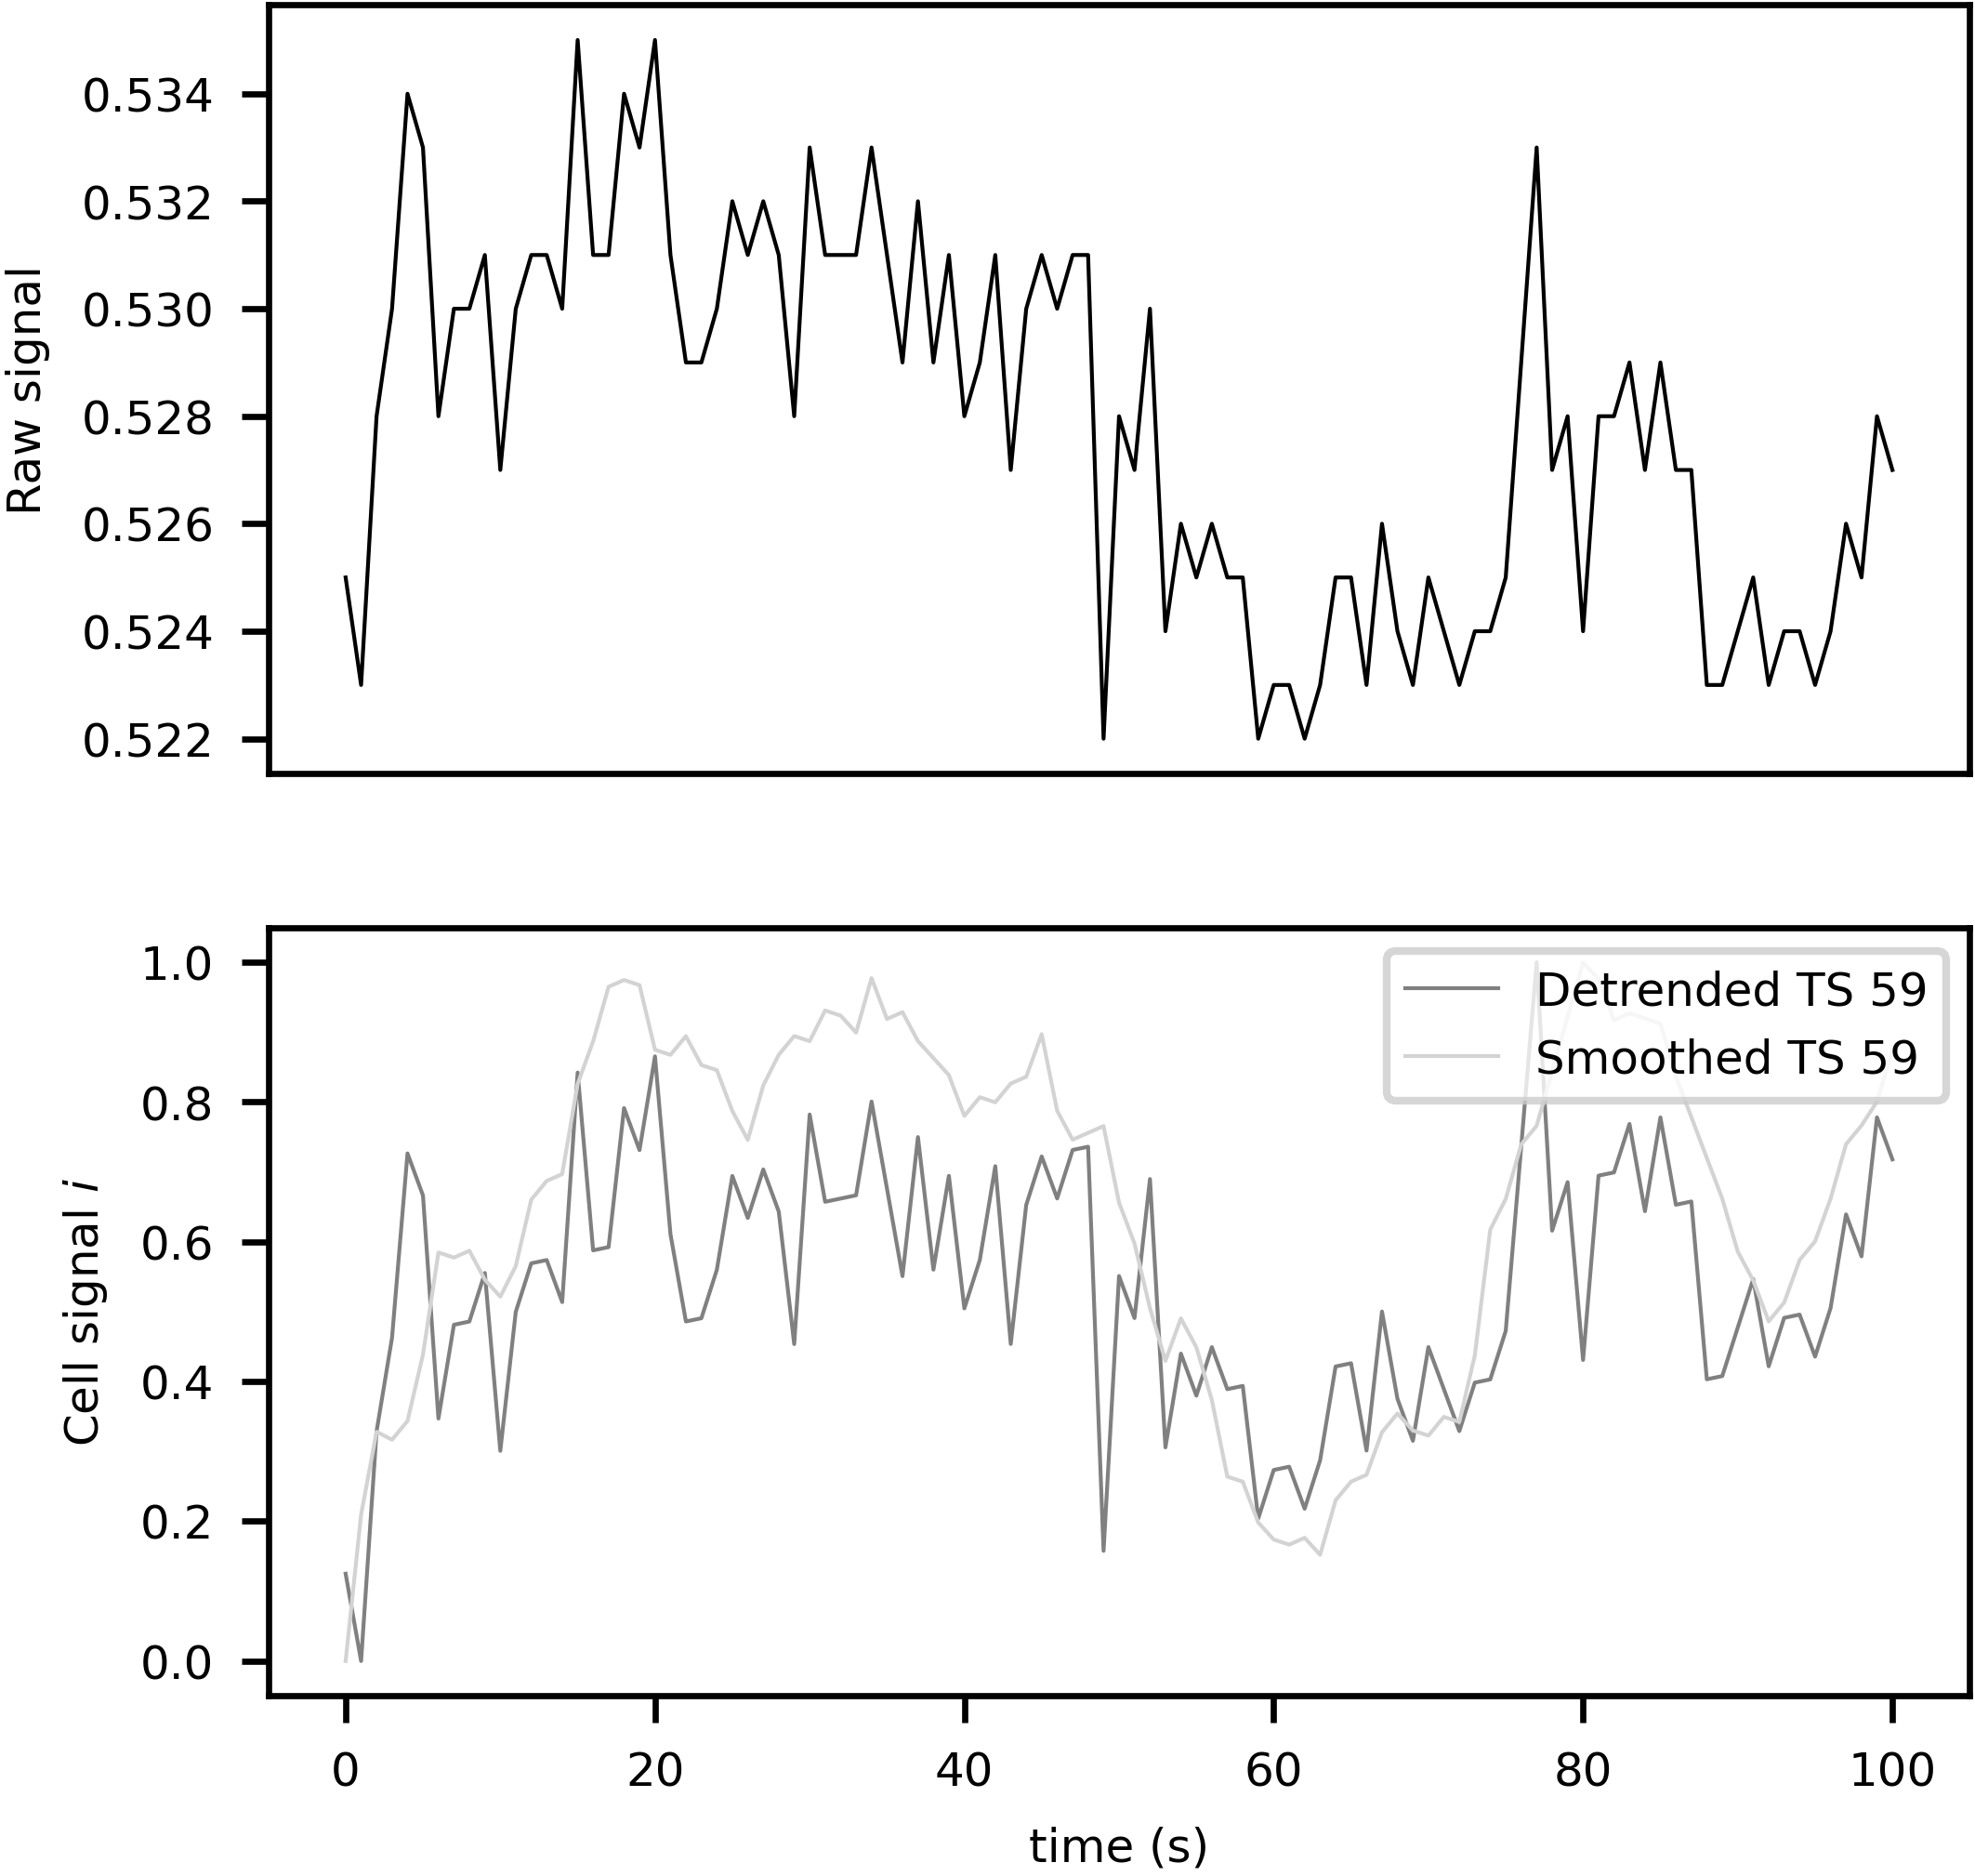 0.534
0.532
0.530
0.528
0.526
0.524
0.522
Raw signal
1.0
0.8
0.6
0.4
0.2
0.0
Cell signal i
Detrended TS 59
Smoothed TS 59
0 20 40 60 80 100
time (s)